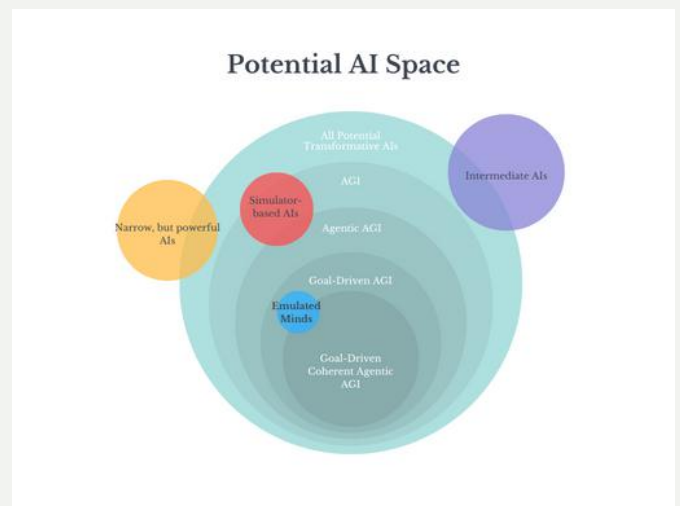 Potential AI Space
All Potential
Transformative AIs
AGI
Intermediate AIs
Simulator-
based AIs
Narrow, but powerful
AIs
Agentic AGI
Goal-Driven AGI
Emulated
Minds
Goal-Driven
Coherent Agentic
AGI